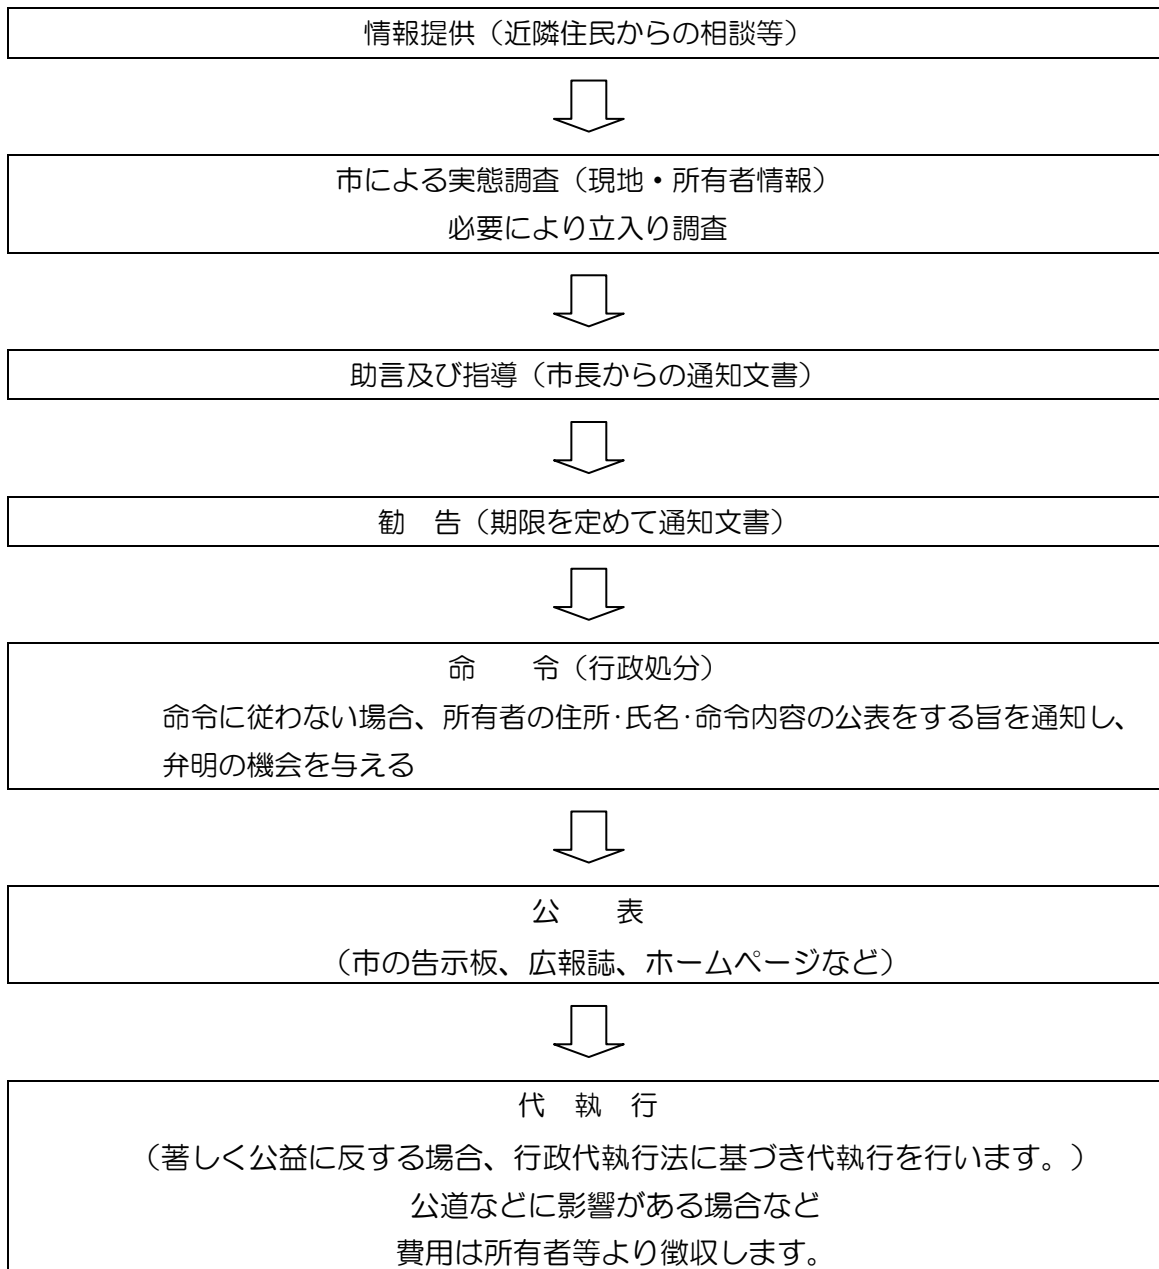 情報提供（近隣住民からの相談等）
市による実態調査（現地・所有者情報）
必要により立入り調査
助言及び指導（市長からの通知文書）
勧　告（期限を定めて通知文書）
命　　令（行政処分）
命令に従わない場合、所有者の住所･氏名･命令内容の公表をする旨を通知し、
弁明の機会を与える
公　　表
（市の告示板、広報誌、ホームページなど）
代　執　行
（著しく公益に反する場合、行政代執行法に基づき代執行を行います。）
公道などに影響がある場合など
費用は所有者等より徴収します。